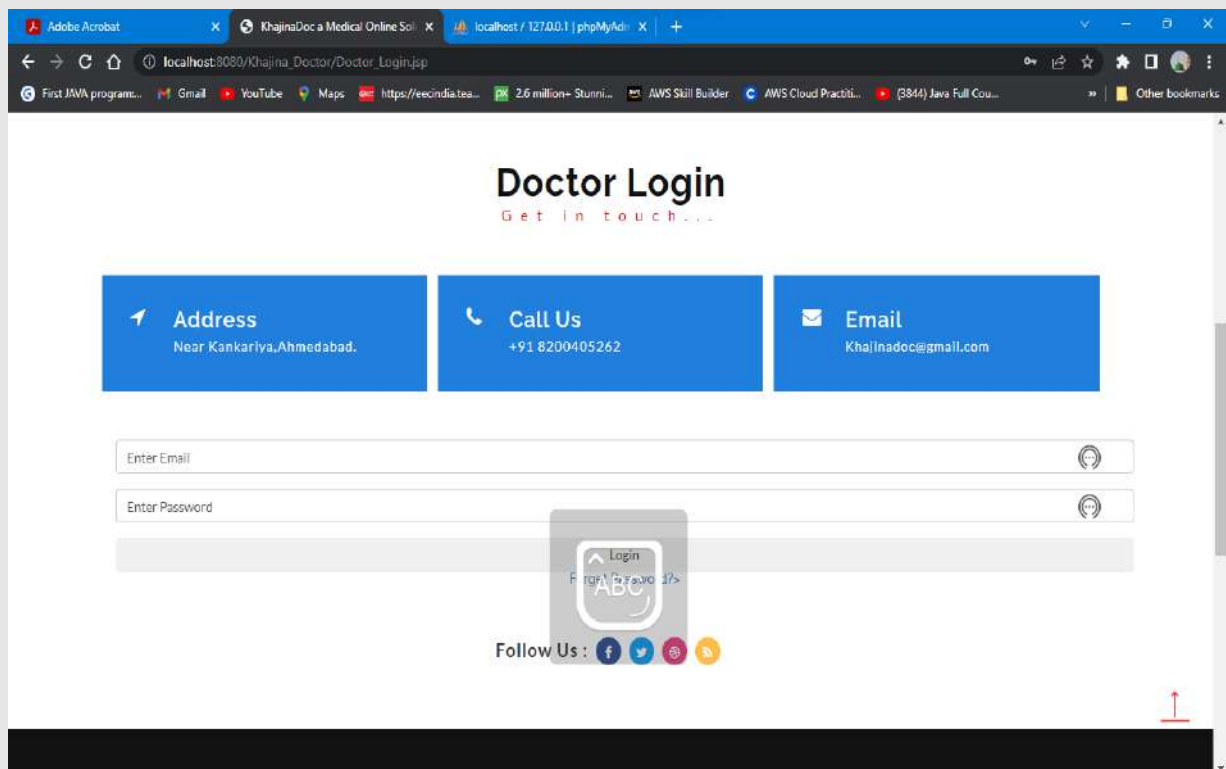 Adobe Acrobat
KhajinaDoc a Medical Online Sol
localhost / 127.0.0.1 | phpMyAdm
localhost:8080/Khajina_Doctor/Doctor_Login.jsp
First JAVA program:... Gmail YouTube Maps https://eecindia.tea... 2.6 million+ Stunni... AWS Skill Builder AWS Cloud Practiti... (3844) Java Full Cou... » Other bookmarks
Doctor Login
Get in touch...
Address
Near Kankariya,Ahmedabad.
Call Us
+91 8200405262
Email
Khajinadoc@gmail.com
Enter Email
Enter Password
Login
Forget Password?>
ABC
Follow Us :